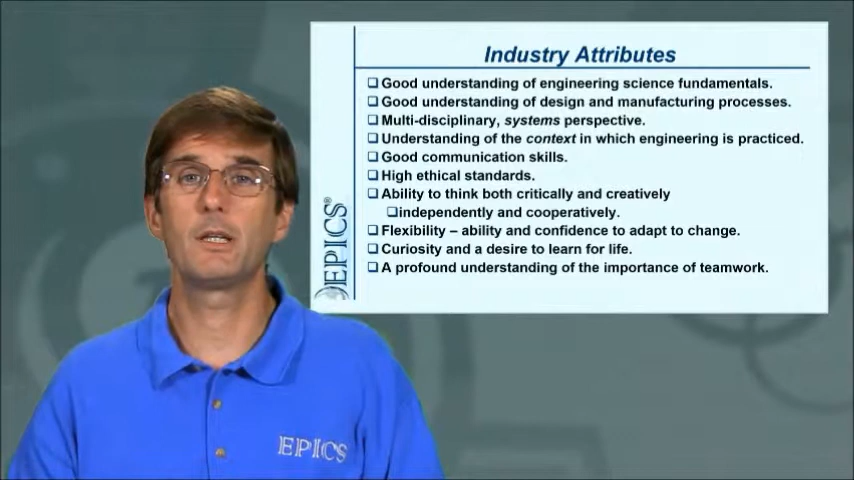 Industry Attributes
Good understanding of engineering science fundamentals.
Good understanding of design and manufacturing processes.
Multi-disciplinary, systems perspective.
Understanding of the context in which engineering is practiced.
Good communication skills.
High ethical standards.
Ability to think both critically and creatively
independently and cooperatively.
Flexibility – ability and confidence to adapt to change.
Curiosity and a desire to learn for life.
A profound understanding of the importance of teamwork.
EPICS®
EPICS